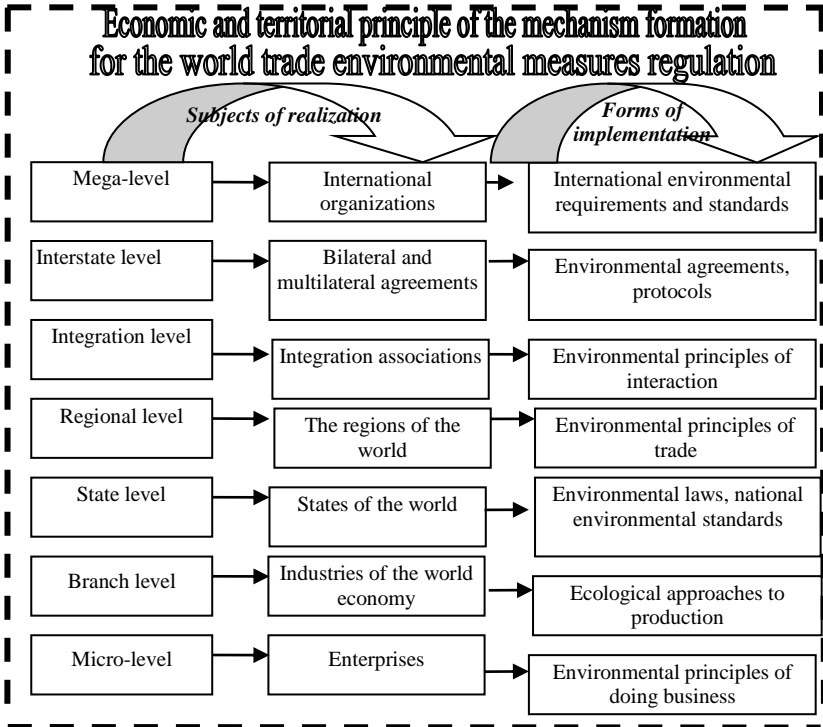 Economic and territorial principle of the mechanism formation
for the world trade environmental measures regulation
Subjects of realization
Forms of
implementation
Mega-level
International
organizations
International environmental
requirements and standards
Interstate level
Bilateral and
multilateral agreements
Environmental agreements,
protocols
Integration level
Integration associations
Environmental principles of
interaction
Regional level
The regions of the
world
Environmental principles of
trade
State level
States of the world
Environmental laws, national
environmental standards
Branch level
Industries of the world
economy
Ecological approaches to
production
Micro-level
Enterprises
Environmental principles of
doing business